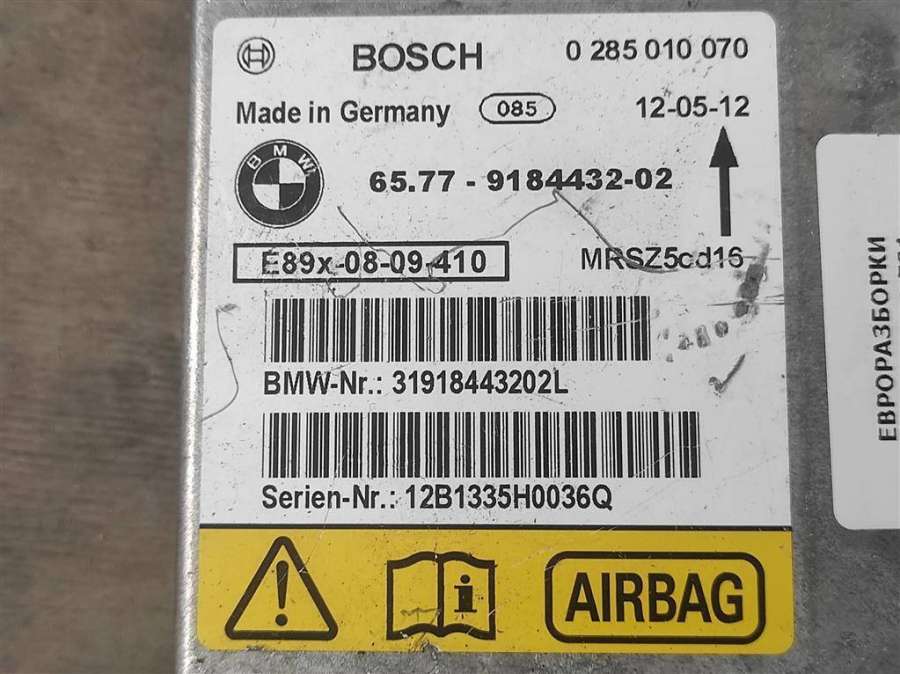 BOSCH 0 285 010 070
Made in Germany 085 12-05-12
BMW
65.77 - 9184432-02
E89x-08-09-410 MRSZ5cd16
BMW-Nr.: 31918443202L
Serien-Nr.: 12B1335H0036Q
i
AIRBAG
ЕВРОРАЗБОРКИ